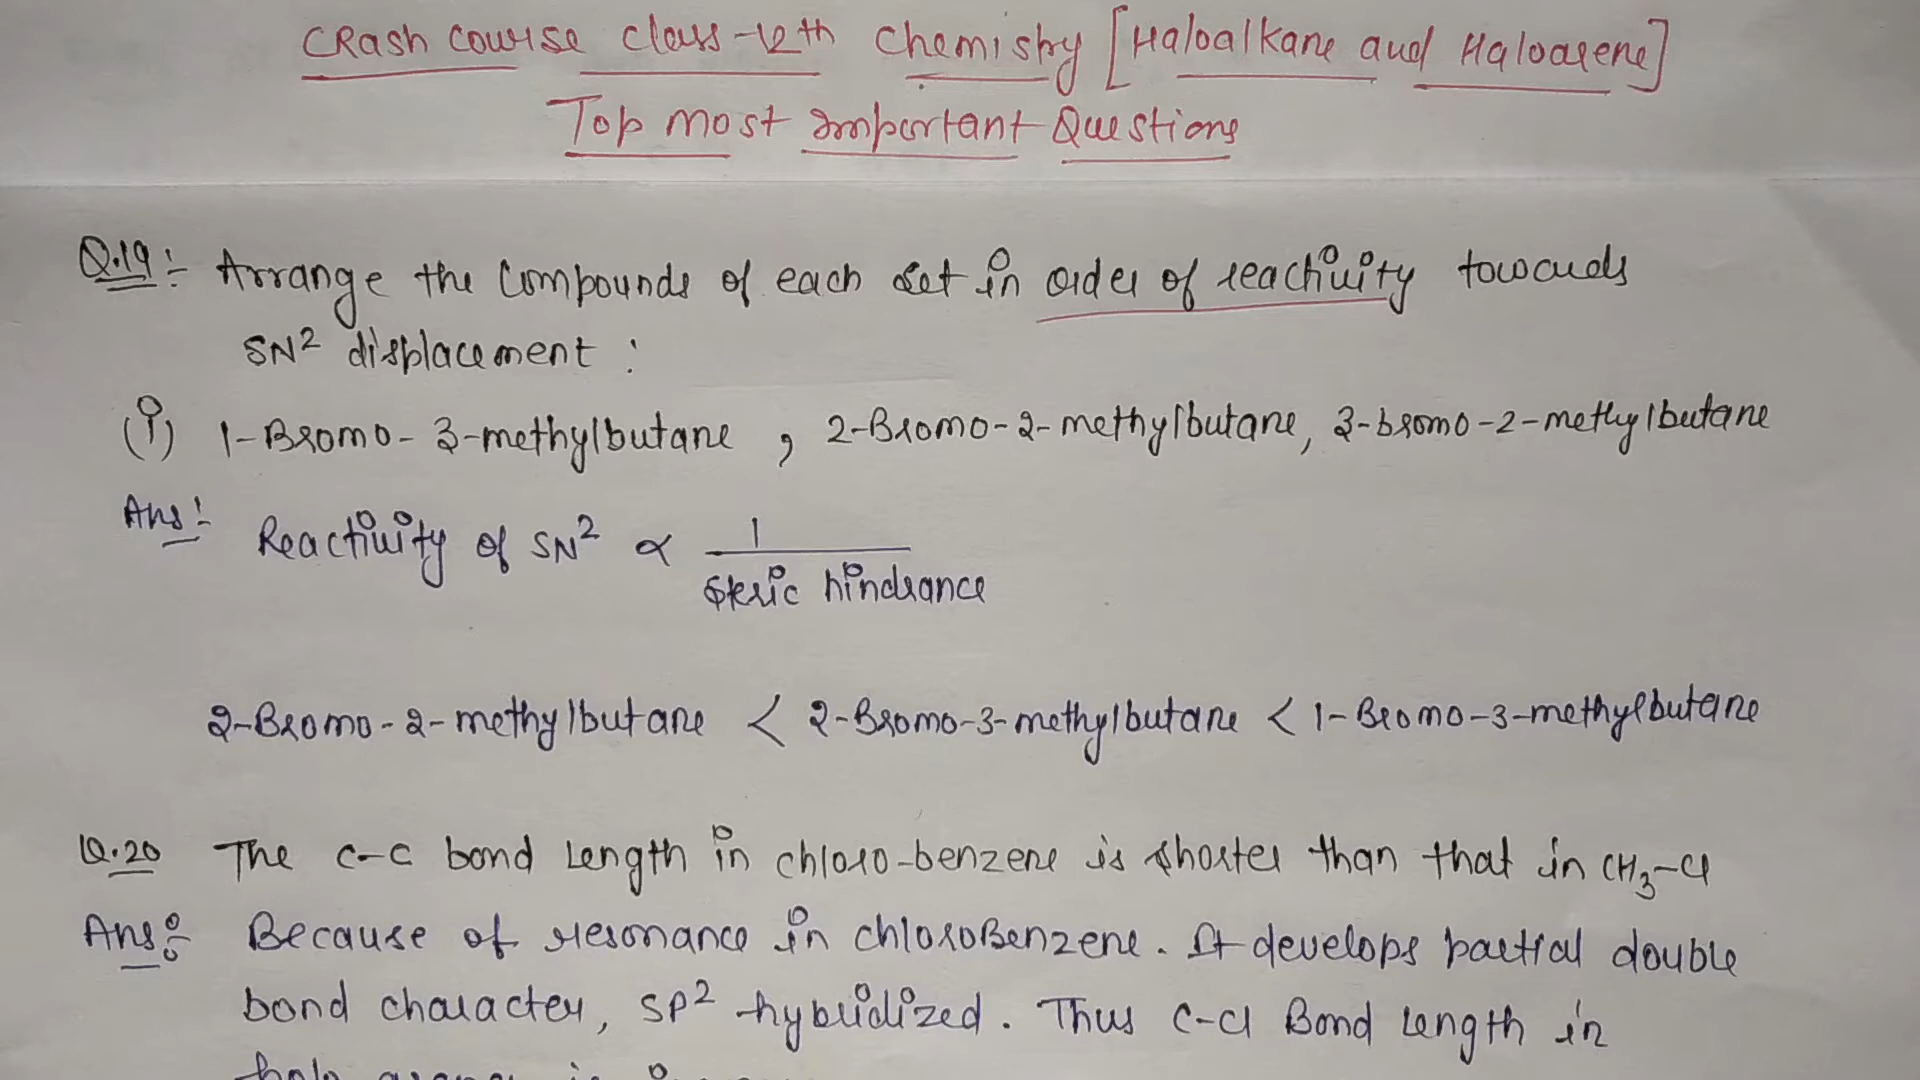 Crash course class-12th Chemistry [Haloalkane and Haloarene]
Top most important Questions
Q.19:- Arrange the Compounds of each set in order of reactivity towards
SN² displacement :
(i) 1-Bromo-3-methylbutane, 2-Bromo-2-methylbutane, 3-bromo-2-methylbutane
Ans:- Reactivity of SN² ∝ 1
Steric hindrance
2-Bromo-2-methylbutane < 2-Bromo-3-methylbutane < 1-Bromo-3-methylbutane
Q.20 The C-C bond Length in chloro-benzene is shorter than that in CH₃-Cl
Ans: Because of resonance in chloroBenzene. It develops partial double
bond character, SP² hybridized. Thus C-Cl Bond Length in